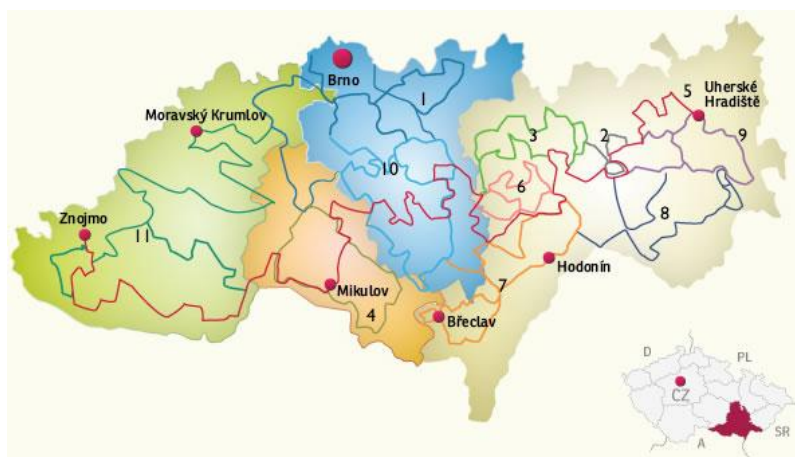 Brno
1
5
Uherské
Hradiště
Moravský Krumlov
3
2
9
10
6
8
Znojmo
11
7
Hodonín
Mikulov
4
Břeclav
D
PL
CZ
A
SR